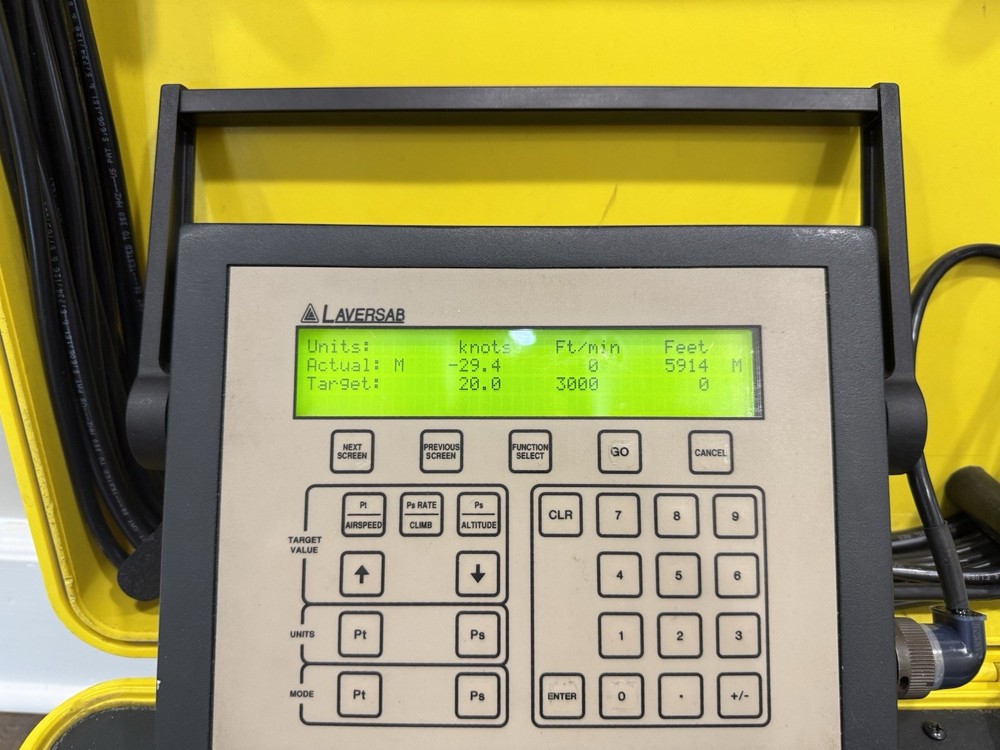 LAVERSAB
Units: knots Ft/min Feet
Actual: M -29.4 0 5914 M
Target: 20.0 3000 0
NEXT SCREEN
PREVIOUS SCREEN
FUNCTION SELECT
GO
CANCEL
Pt AIRSPEED
Ps RATE CLIMB
Ps ALTITUDE
CLR 7 8 9
TARGET VALUE
↑ ↓
4 5 6
UNITS Pt Ps
1 2 3
MODE Pt Ps
ENTER 0 . +/-